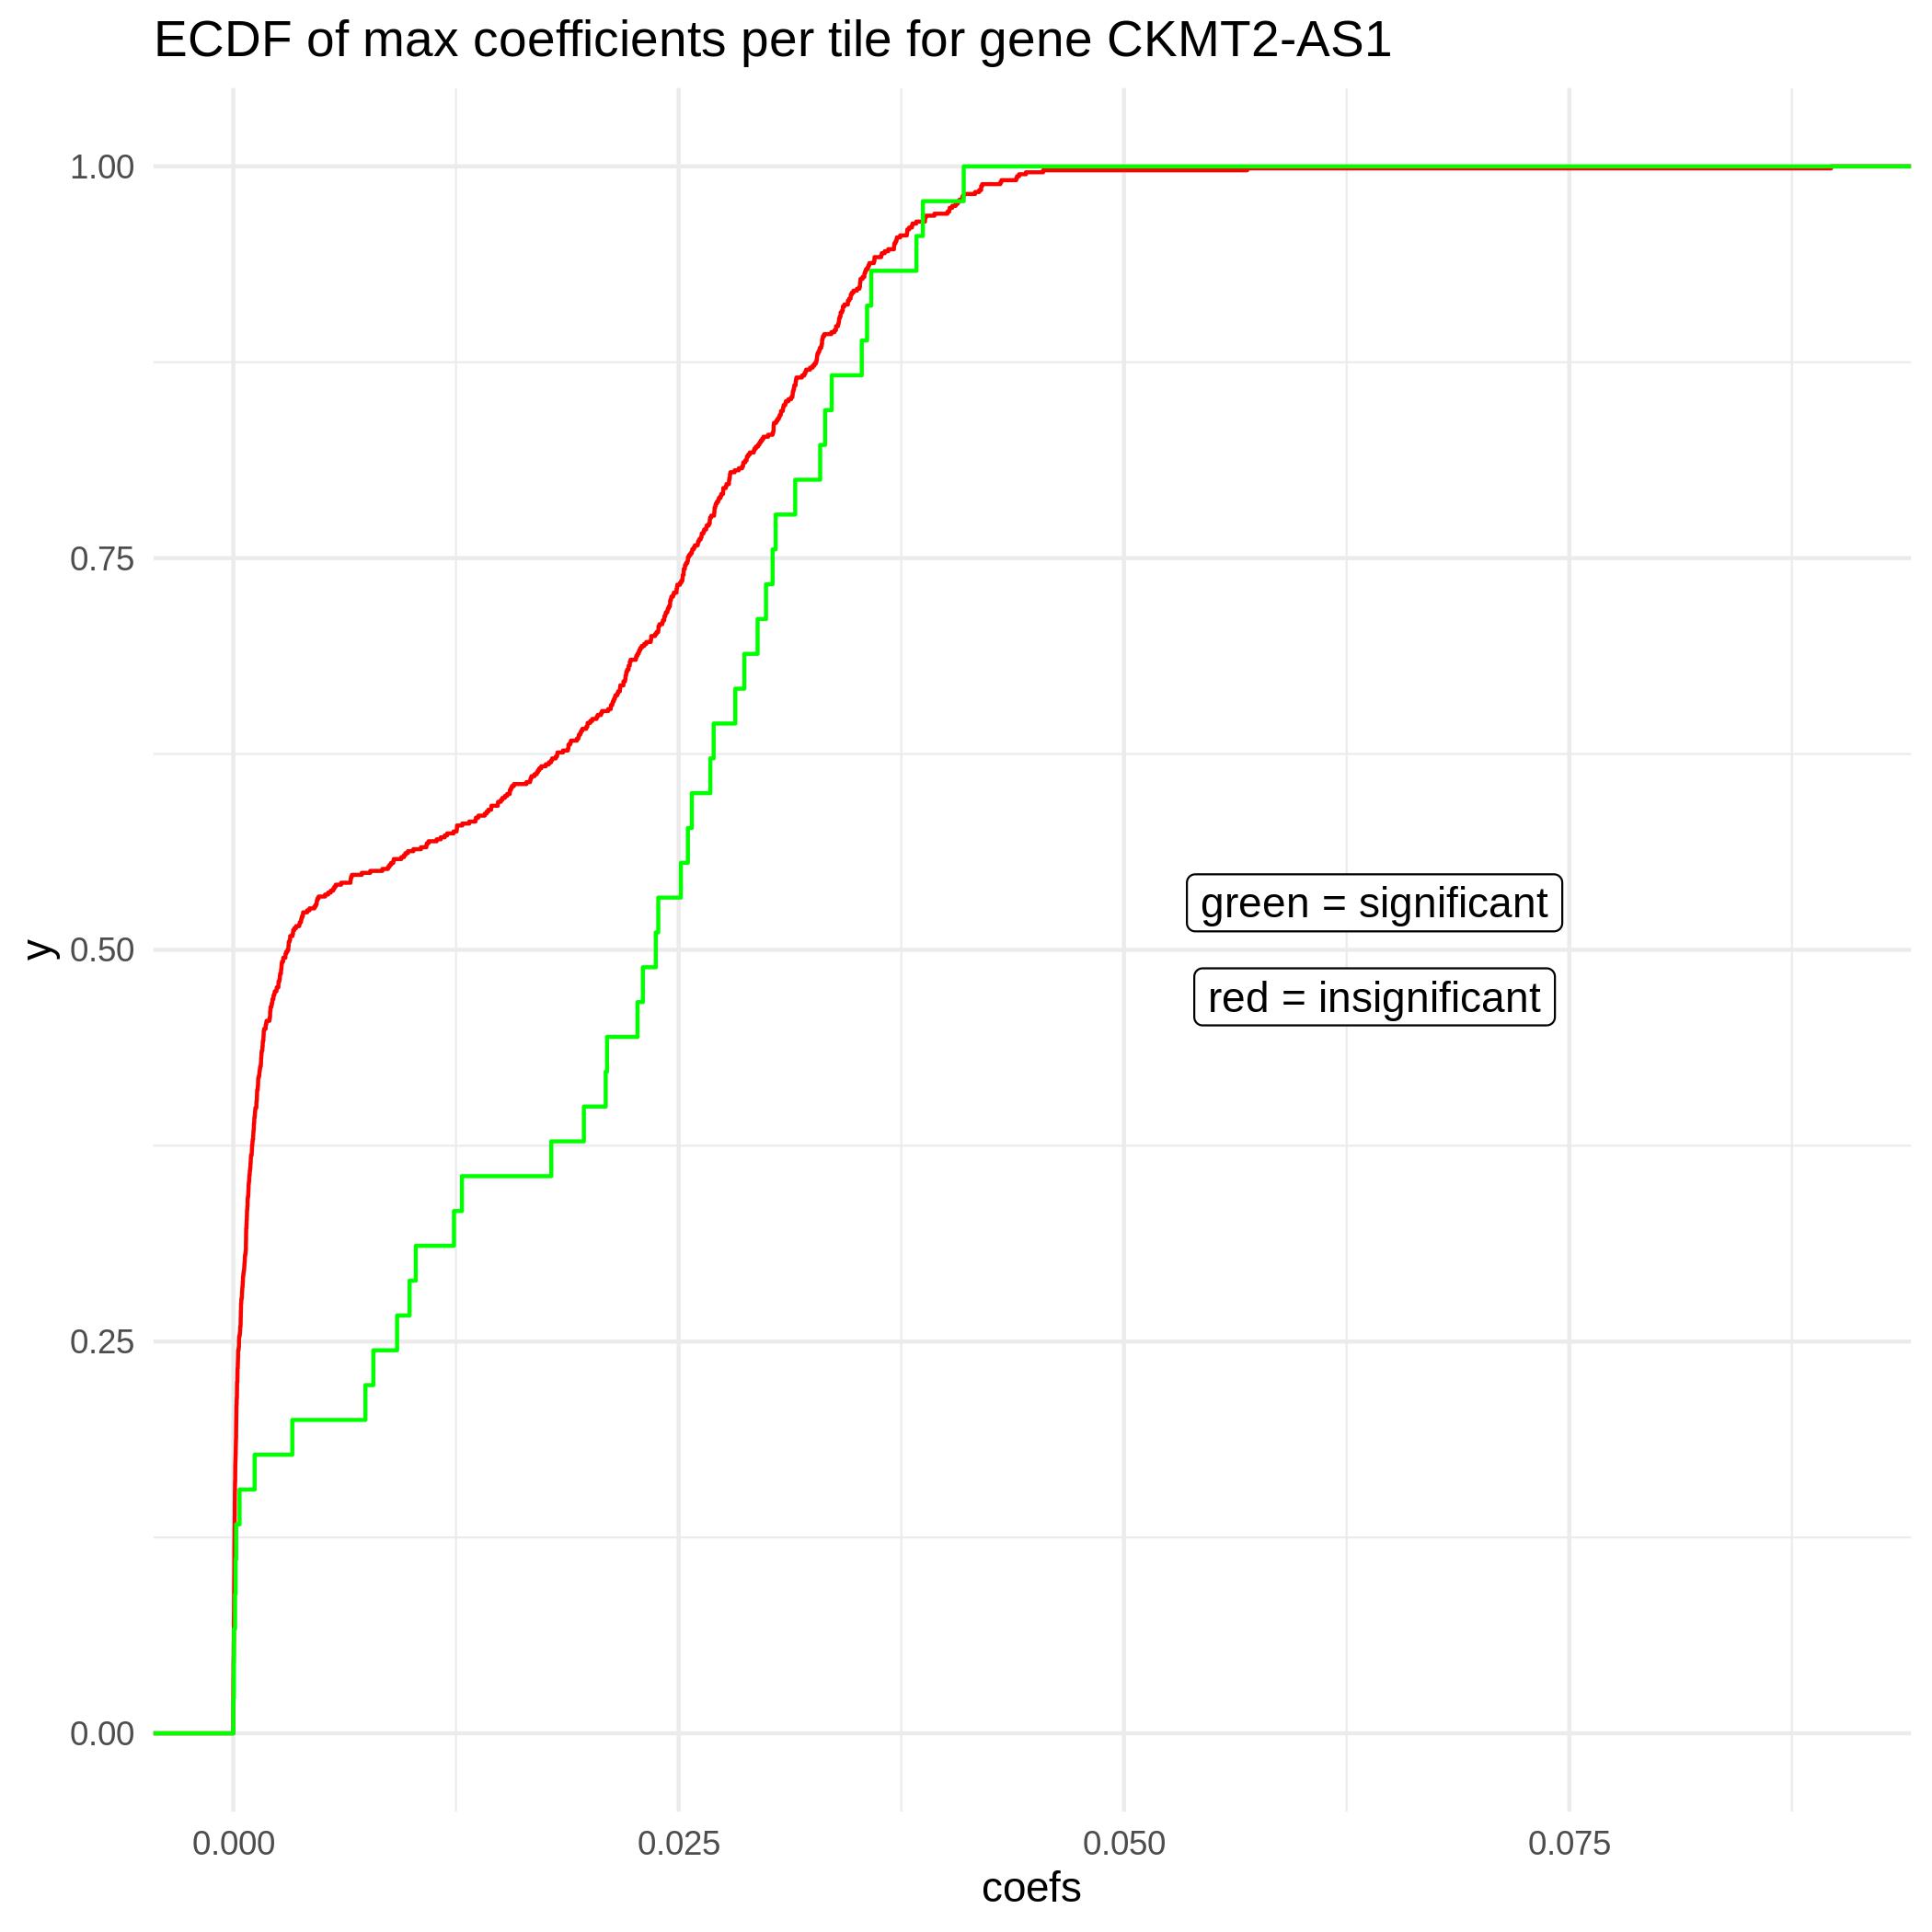 ECDF of max coefficients per tile for gene CKMT2-AS1
1.00
0.75
0.50
0.25
0.00
y
green = significant
red = insignificant
0.000 0.025 0.050 0.075
coefs